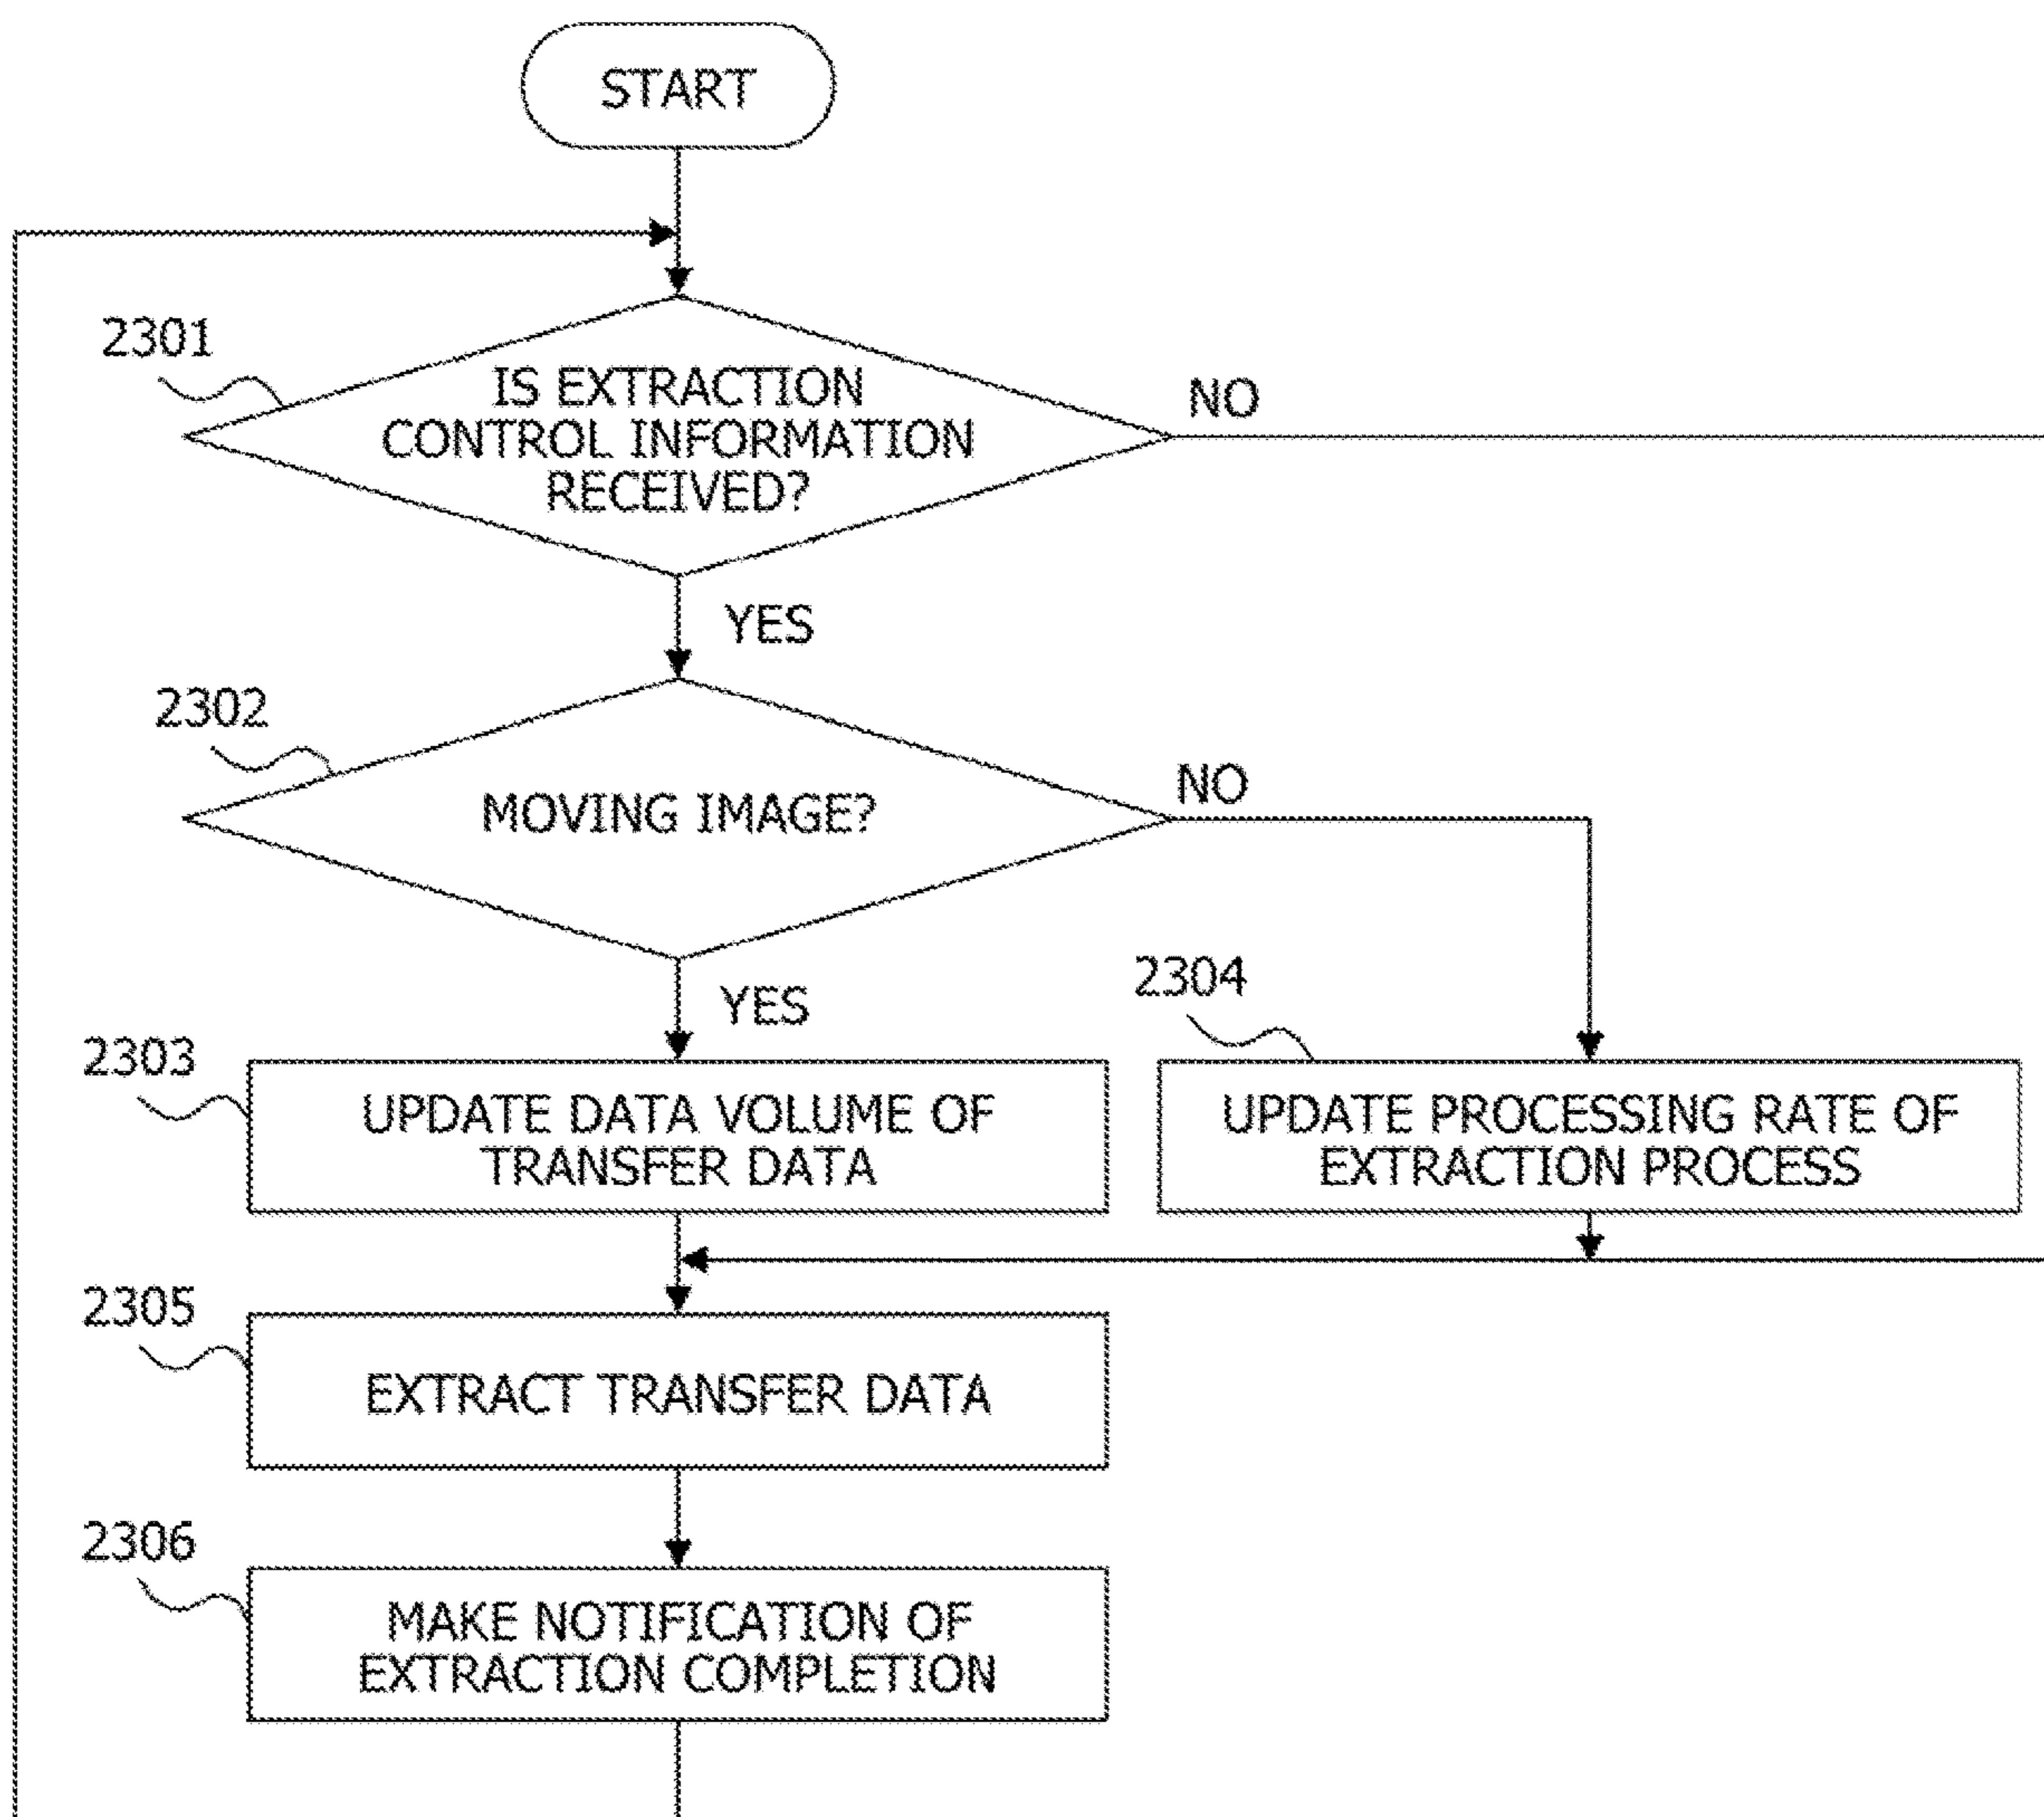 START
2301
IS EXTRACTION
CONTROL INFORMATION
RECEIVED?
NO
YES
2302
MOVING IMAGE?
NO
YES
2303
UPDATE DATA VOLUME OF
TRANSFER DATA
2304
UPDATE PROCESSING RATE OF
EXTRACTION PROCESS
2305
EXTRACT TRANSFER DATA
2306
MAKE NOTIFICATION OF
EXTRACTION COMPLETION